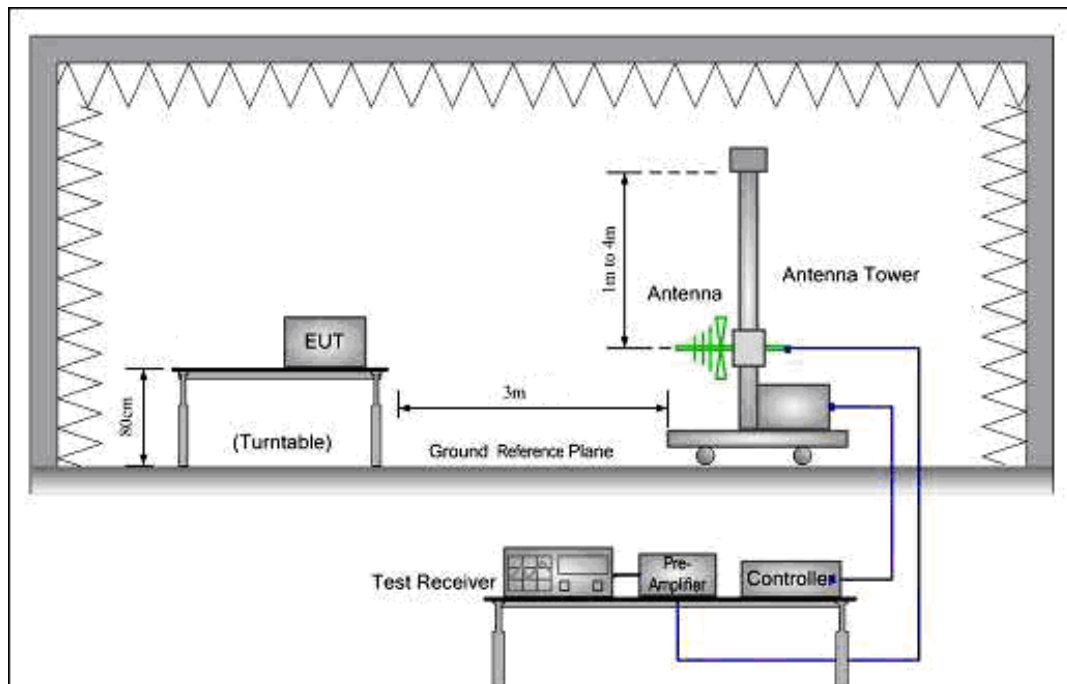 1m to 4m
Antenna
Antenna Tower
EUT
80cm
3m
(Turntable)
Ground Reference Plane
Test Receiver
Pre-
Amplifier
Controller